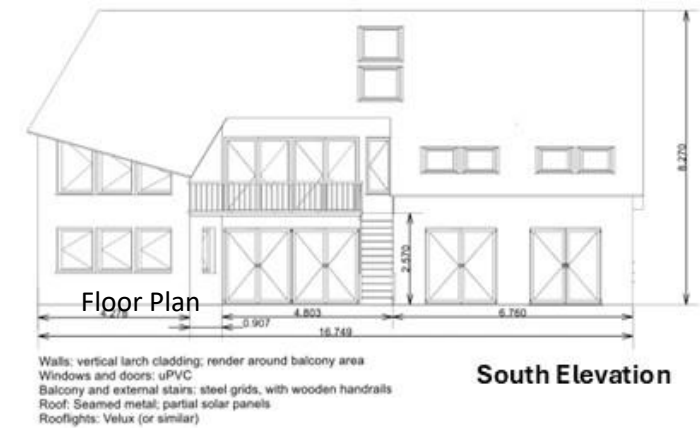 8.270
2.570
Floor Plan
4.803
6.760
0.907
16.749
Walls: vertical larch cladding; render around balcony area
Windows and doors: uPVC
Balcony and external stairs: steel grids, with wooden handrails
Roof: Seamed metal; partial solar panels
Rooflights: Velux (or similar)
South Elevation